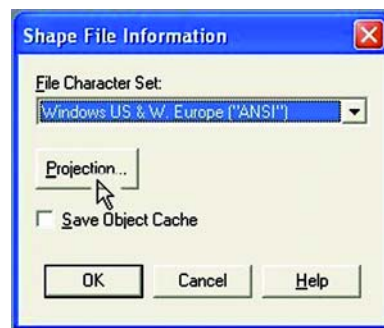 Shape File Information
File Character Set:
Windows US & W. Europe ("ANSI")
Projection...
Save Object Cache
OK Cancel Help